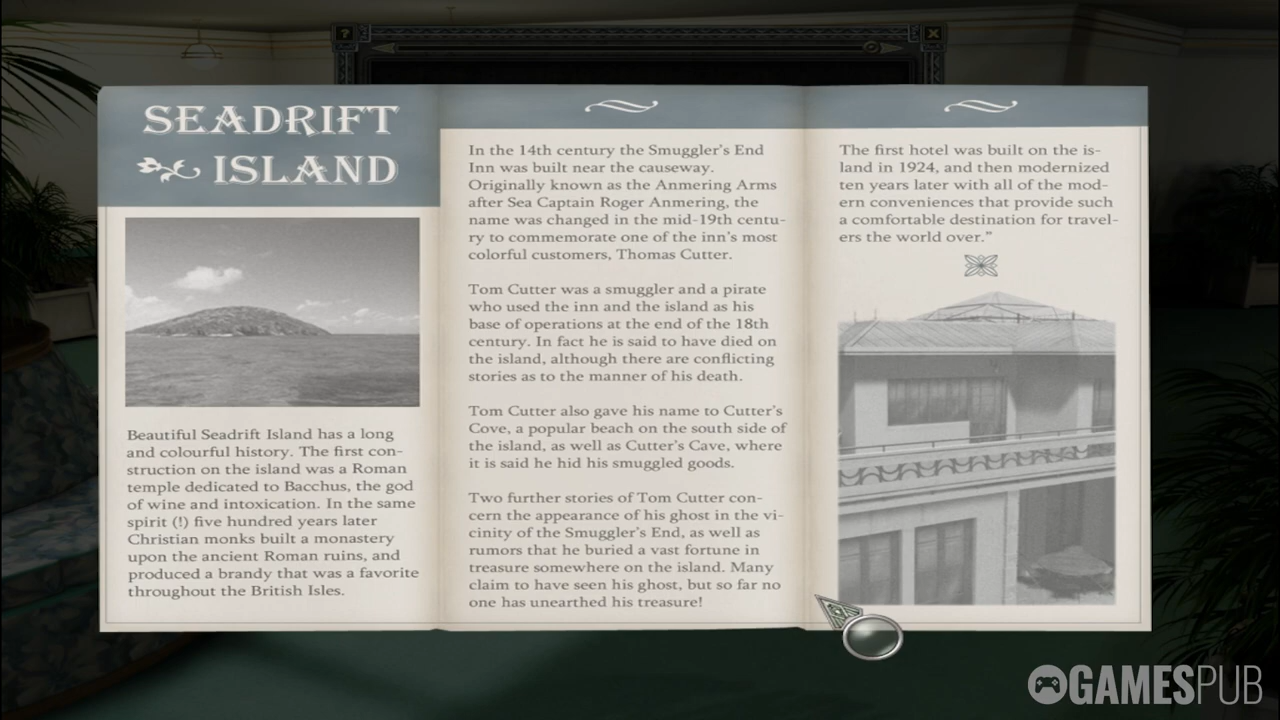 SEADRIFT
ISLAND
Beautiful Seadrift Island has a long
and colourful history. The first con-
struction on the island was a Roman
temple dedicated to Bacchus, the god
of wine and intoxication. In the same
spirit (!) five hundred years later
Christian monks built a monastery
upon the ancient Roman ruins, and
produced a brandy that was a favorite
throughout the British Isles.
In the 14th century the Smuggler's End
Inn was built near the causeway.
Originally known as the Anmering Arms
after Sea Captain Roger Anmering, the
name was changed in the mid-19th centu-
ry to commemorate one of the inn's most
colorful customers, Thomas Cutter.
Tom Cutter was a smuggler and a pirate
who used the inn and the island as his
base of operations at the end of the 18th
century. In fact he is said to have died on
the island, although there are conflicting
stories as to the manner of his death.
Tom Cutter also gave his name to Cutter's
Cove, a popular beach on the south side of
the island, as well as Cutter's Cave, where
it is said he hid his smuggled goods.
Two further stories of Tom Cutter con-
cern the appearance of his ghost in the vi-
cinity of the Smuggler's End, as well as
rumors that he buried a vast fortune in
treasure somewhere on the island. Many
claim to have seen his ghost, but so far no
one has unearthed his treasure!
The first hotel was built on the is-
land in 1924, and then modernized
ten years later with all of the mod-
ern conveniences that provide such
a comfortable destination for travel-
ers the world over."
?
X
GAMESPUB